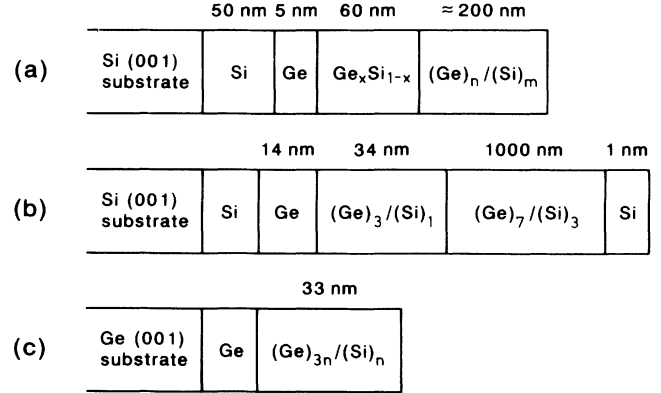 50 nm 5 nm 60 nm ≈ 200 nm
(a) Si (001) substrate Si Ge GeₓSi₁₋ₓ (Ge)ₙ/(Si)ₘ
14 nm 34 nm 1000 nm 1 nm
(b) Si (001) substrate Si Ge (Ge)₃/(Si)₁ (Ge)₇/(Si)₃ Si
33 nm
(c) Ge (001) substrate Ge (Ge)₃ₙ/(Si)ₙ